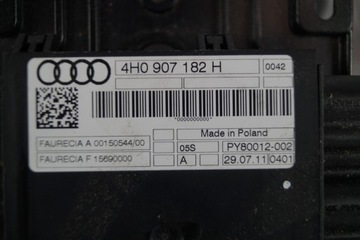 4H0 907 182 H 0042
*0000000000*
Made in Poland
FAURECIA A 00150544/00 05S PY80012-002
FAURECIA F 15690000 A 29.07.11 0401